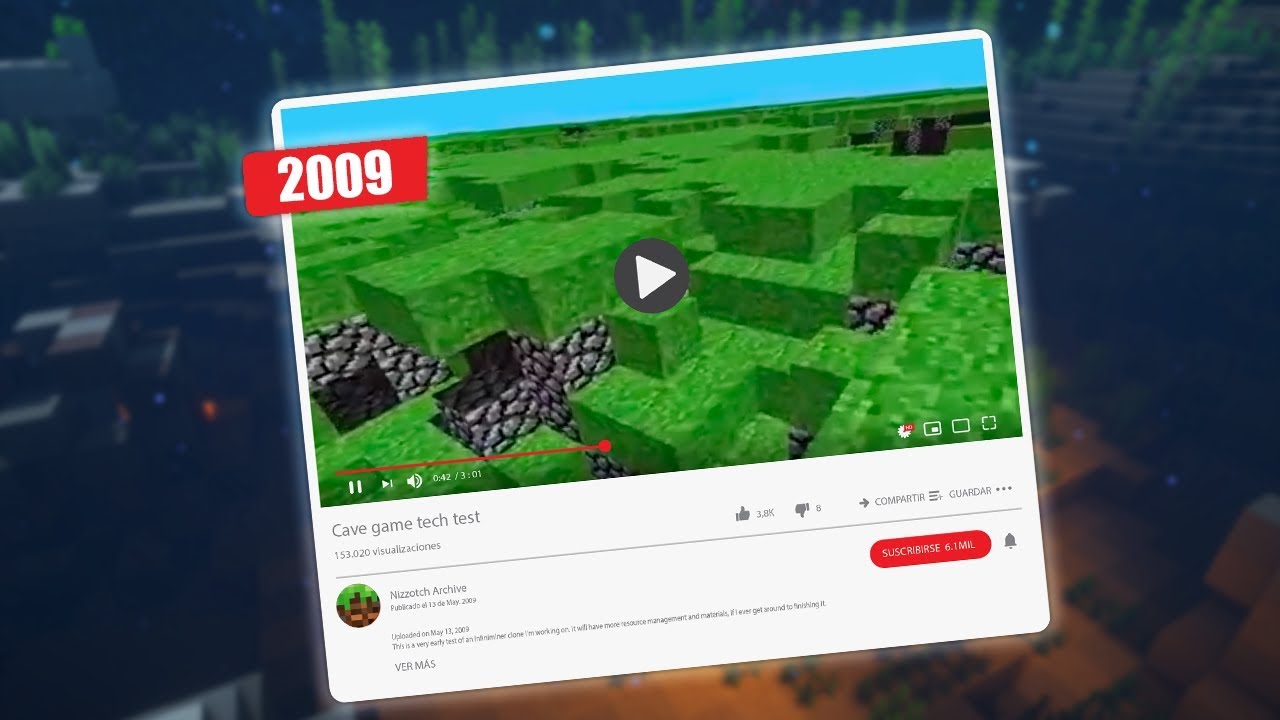 2009
HD
0:42 / 3:01
Cave game tech test
153.020 visualizaciones
3,8K
8
COMPARTIR
GUARDAR
Nizzotch Archive
Publicado el 13 de May. 2009
SUSCRIBIRSE 6.1MIL
Uploaded on May 13, 2009
This is a very early test of an Infiniminer clone I'm working on. It will have more resource management and materials, if I ever get around to finishing it.
VER MÁS